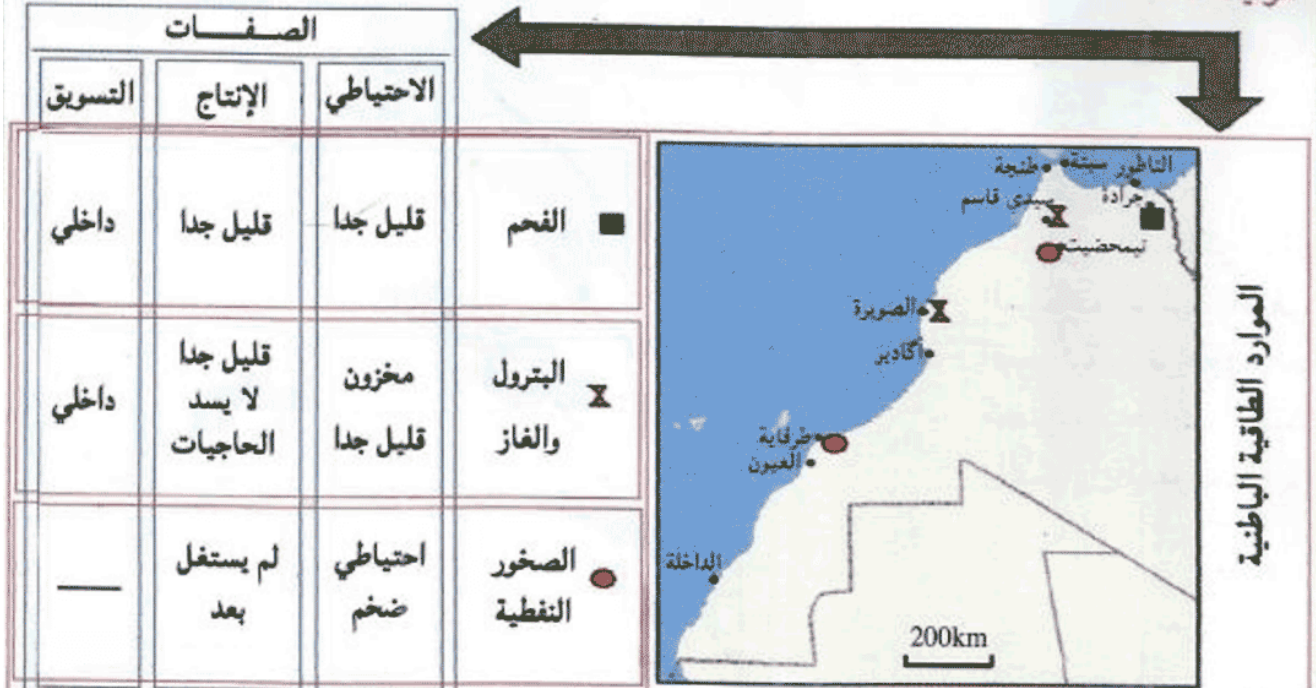 الصفات
الاحتياطي
الإنتاج
التسويق
الفحم
قليل جدا
قليل جدا
داخلي
البترول
والغاز
مخزون
قليل جدا
قليل جدا
لا يسد
الحاجيات
داخلي
الصخور
النفطية
احتياطي
ضخم
لم يستغل
بعد
الموارد الطاقية الباطنية
طنجة
سبتة
الناظور
جرادة
سيدي قاسم
تيمحضيت
الصويرة
أكادير
طرفاية
العيون
الداخلة
200km